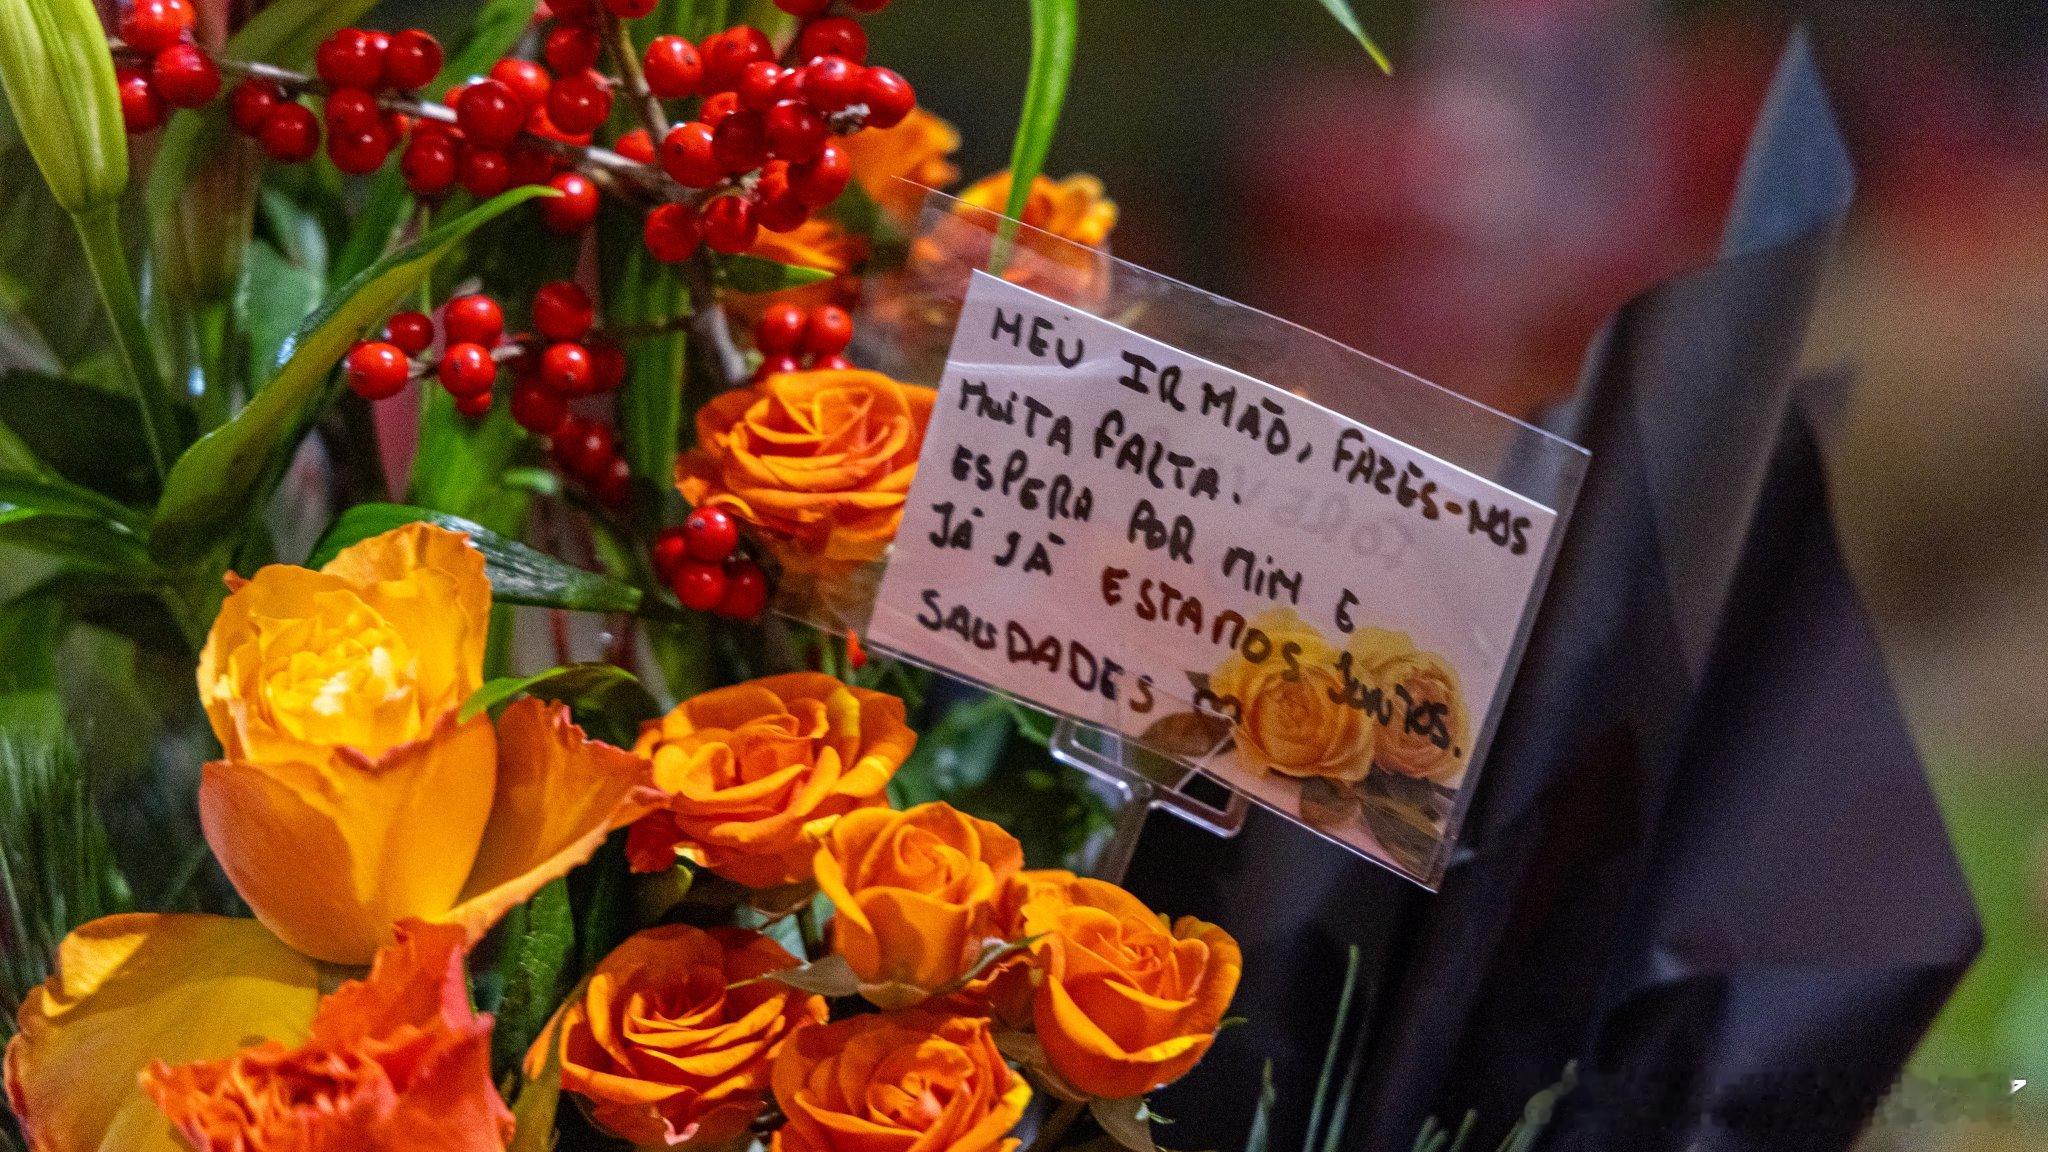 MEU IRMÃO, FAZES-NOS
MUITA FALTA.
ESPERA POR MIM E
JÁ JÁ ESTAMOS JUNTOS.
SAUDADES